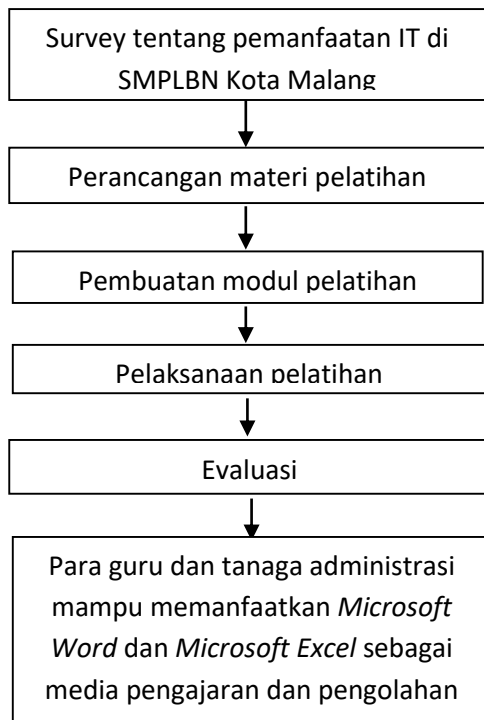 Survey tentang pemanfaatan IT di
SMPLBN Kota Malang
Perancangan materi pelatihan
Pembuatan modul pelatihan
Pelaksanaan pelatihan
Evaluasi
Para guru dan tanaga administrasi
mampu memanfaatkan Microsoft
Word dan Microsoft Excel sebagai
media pengajaran dan pengolahan